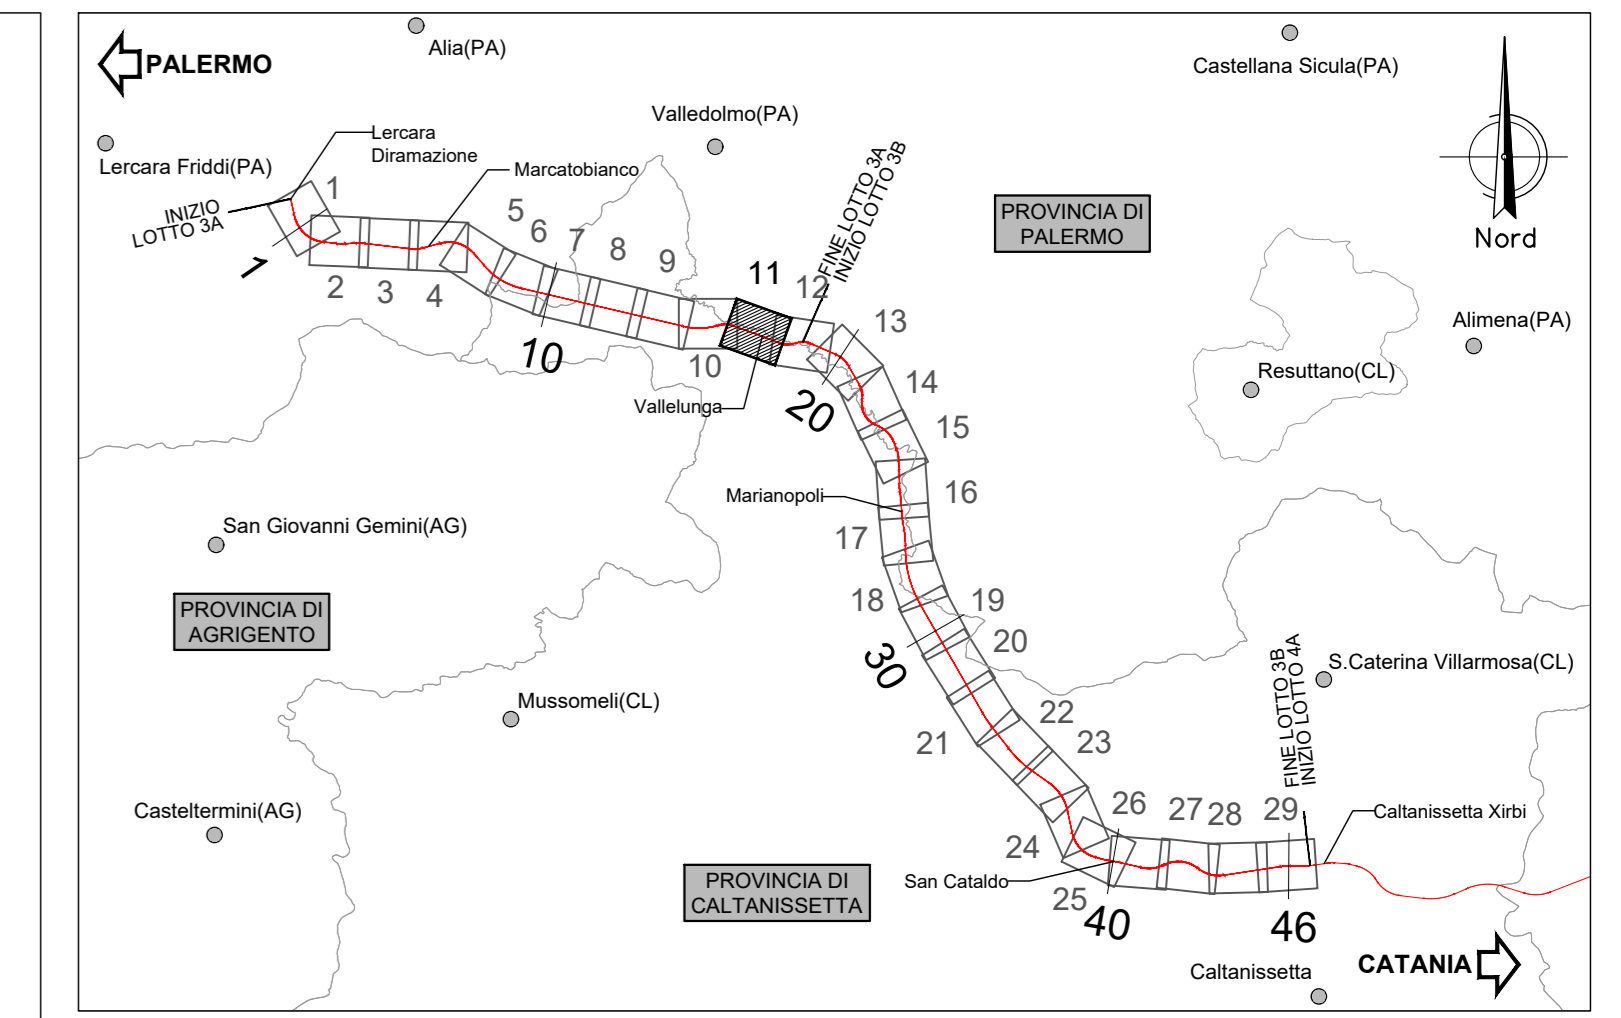 Alia(PA)
PALERMO
Castellana Sicula(PA)
Valledolmo(PA)
Lercara
Diramazione
Lercara Friddi(PA)
Marcatobianco
INIZIO
LOTTO 3A
FINE LOTTO 3A
INIZIO LOTTO 3B
PROVINCIA DI
PALERMO
Nord
1
1
2
3
4
5
6
7
8
9
10
10
11
12
13
14
15
16
17
18
19
20
20
21
22
23
24
25
26
27
28
29
30
40
46
Vallelunga
Alimena(PA)
Resuttano(CL)
Marianopoli
San Giovanni Gemini(AG)
PROVINCIA DI
AGRIGENTO
S.Caterina Villarmosa(CL)
FINE LOTTO 3B
INIZIO LOTTO 4A
Mussomeli(CL)
Casteltermini(AG)
Caltanissetta Xirbi
San Cataldo
PROVINCIA DI
CALTANISSETTA
CATANIA
Caltanissetta